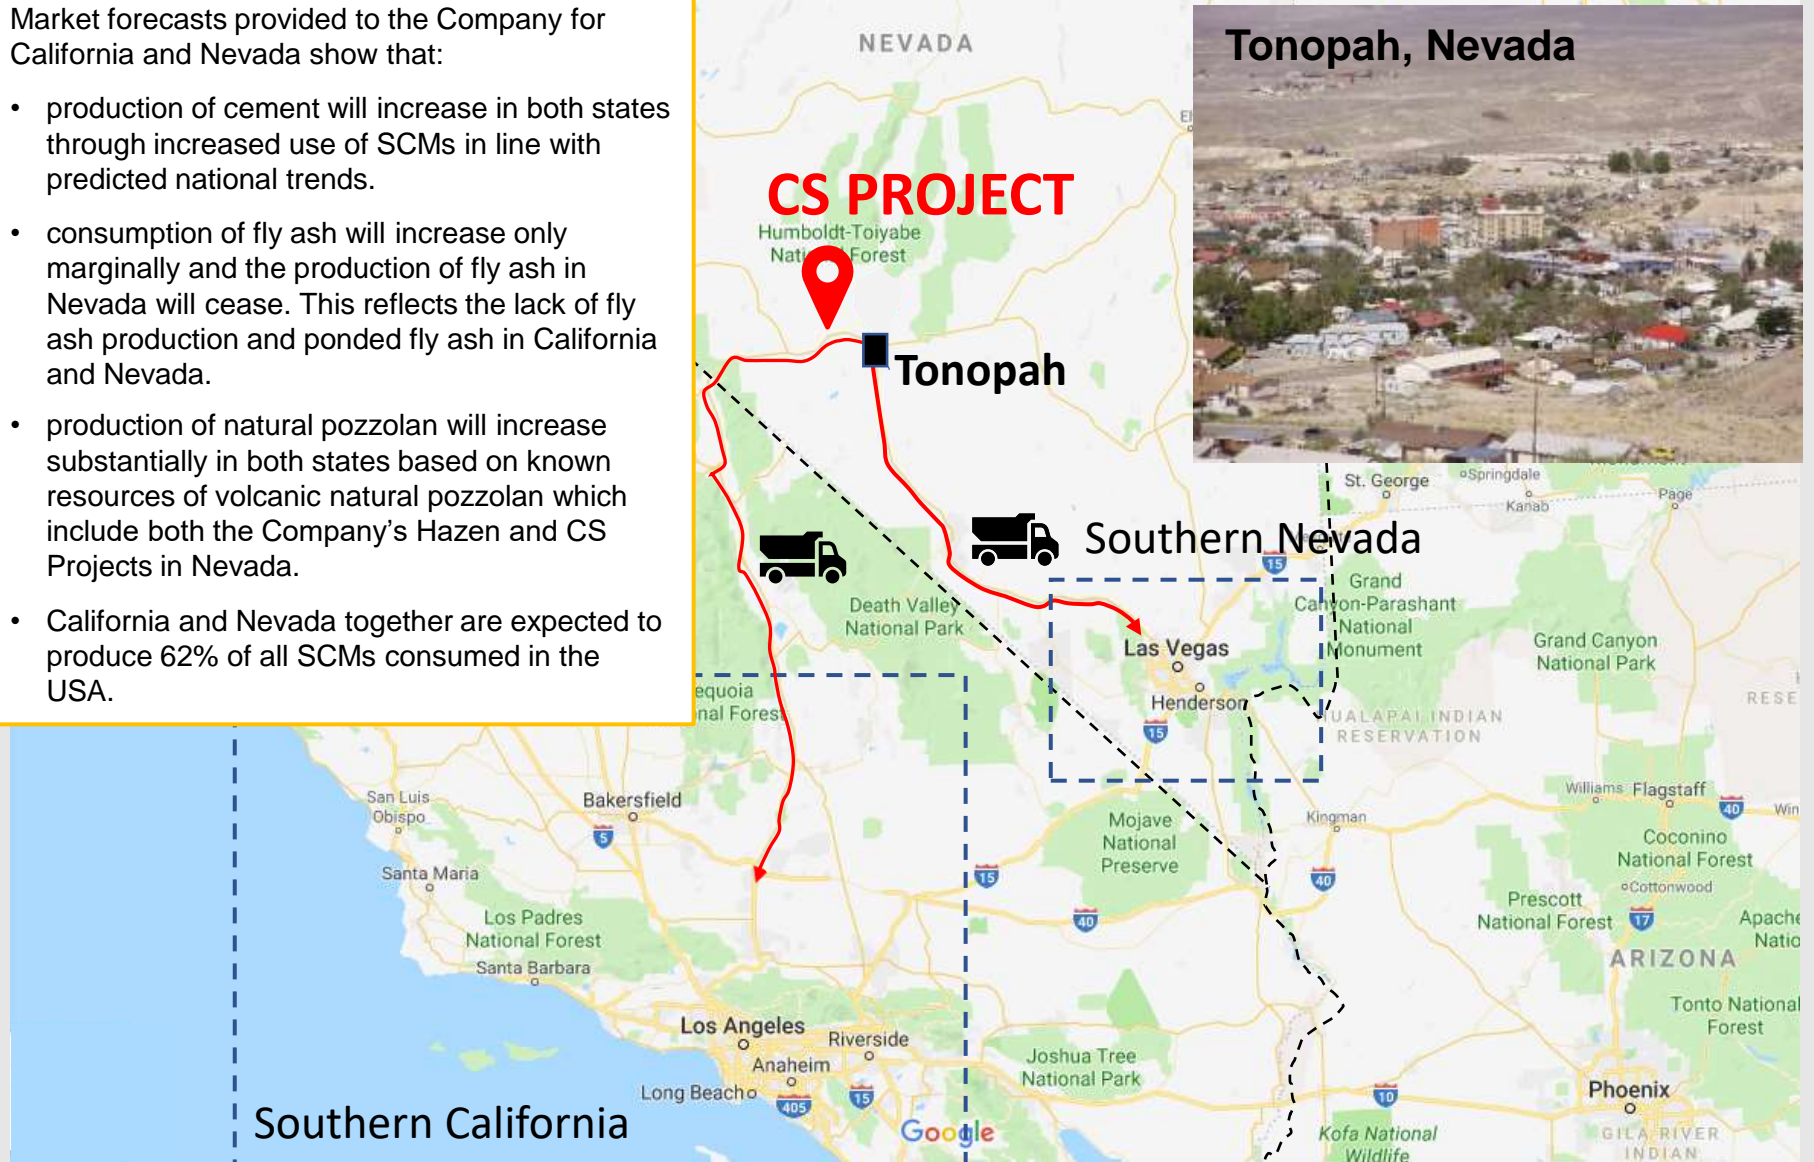 Market forecasts provided to the Company for
California and Nevada show that:
• production of cement will increase in both states
through increased use of SCMs in line with
predicted national trends.
• consumption of fly ash will increase only
marginally and the production of fly ash in
Nevada will cease. This reflects the lack of fly
ash production and ponded fly ash in California
and Nevada.
• production of natural pozzolan will increase
substantially in both states based on known
resources of volcanic natural pozzolan which
include both the Company's Hazen and CS
Projects in Nevada.
• California and Nevada together are expected to
produce 62% of all SCMs consumed in the
USA.
NEVADA
Tonopah, Nevada
CS PROJECT
Humboldt-Toiyabe
Forest
Tonopah
St. George
Springdale
Kanab
Page
Southern Nevada
15
Grand
Canyon-Parashant
National
Monument
Death Valley
National Park
Las Vegas
Henderson
15
Grand Canyon
National Park
HUALAPAI INDIAN
RESERVATION
RESE
equoia
nal Forest
San Luis
Obispo
Bakersfield
5
Santa Maria
Los Padres
National Forest
Santa Barbara
Mojave
National
Preserve
15
40
Kingman
40
Williams
Flagstaff
40
Win
Coconino
National Forest
Cottonwood
Prescott
National Forest
17
Apache
Natio
ARIZONA
Tonto National
Forest
Los Angeles
Riverside
Anaheim
Long Beach
405
15
Joshua Tree
National Park
10
Phoenix
Southern California
Google
Kofa National
Wildlife
GILA RIVER
INDIAN